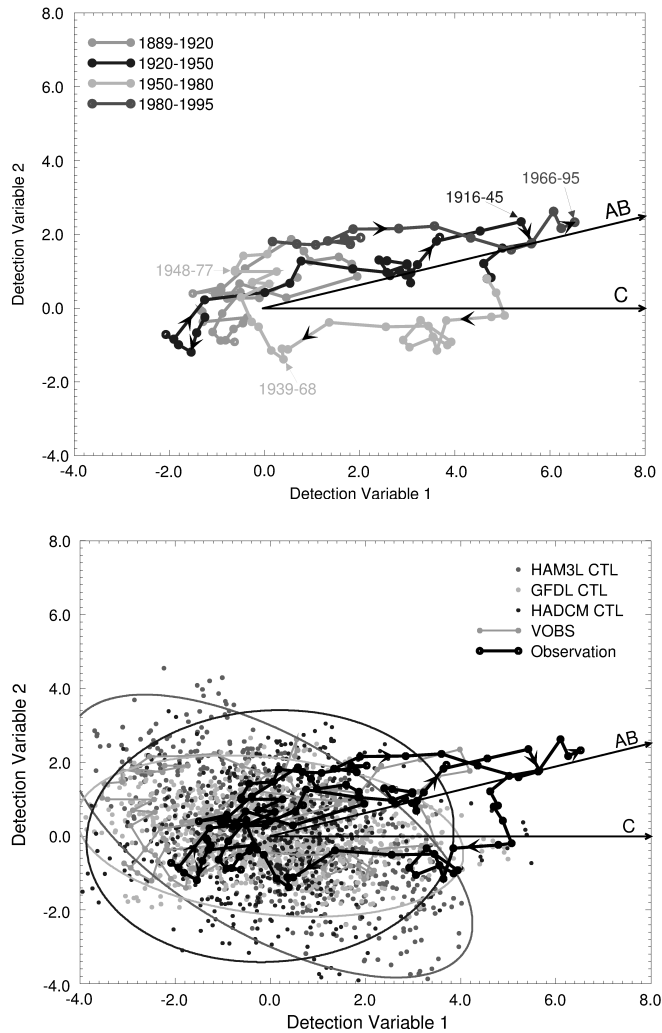 8.0
1889-1920
1920-1950
1950-1980
1980-1995
6.0
4.0
1966-95
1916-45
AB
2.0
1948-77
C
0.0
-2.0
1939-68
-4.0
Detection Variable 2
-4.0 -2.0 0.0 2.0 4.0 6.0 8.0
Detection Variable 1
8.0
HAM3L CTL
GFDL CTL
HADCM CTL
VOBS
Observation
6.0
4.0
AB
2.0
C
0.0
-2.0
-4.0
Detection Variable 2
-4.0 -2.0 0.0 2.0 4.0 6.0 8.0
Detection Variable 1